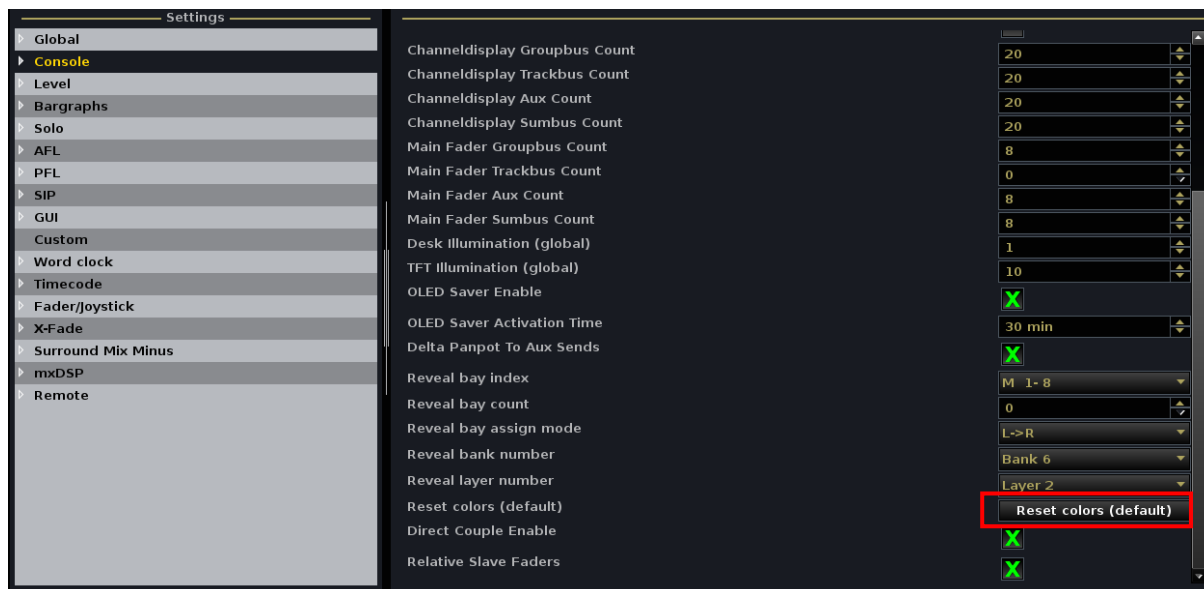 Settings
Global
Console
Level
Bargraphs
Solo
AFL
PFL
SIP
GUI
Custom
Word clock
Timecode
Fader/Joystick
X-Fade
Surround Mix Minus
mxDSP
Remote
Channeldisplay Groupbus Count 20
Channeldisplay Trackbus Count 20
Channeldisplay Aux Count 20
Channeldisplay Sumbus Count 20
Main Fader Groupbus Count 8
Main Fader Trackbus Count 0
Main Fader Aux Count 8
Main Fader Sumbus Count 8
Desk Illumination (global) 1
TFT Illumination (global) 10
OLED Saver Enable X
OLED Saver Activation Time 30 min
Delta Panpot To Aux Sends X
Reveal bay index M 1- 8
Reveal bay count 0
Reveal bay assign mode L->R
Reveal bank number Bank 6
Reveal layer number Layer 2
Reset colors (default) Reset colors (default)
Direct Couple Enable X
Relative Slave Faders X